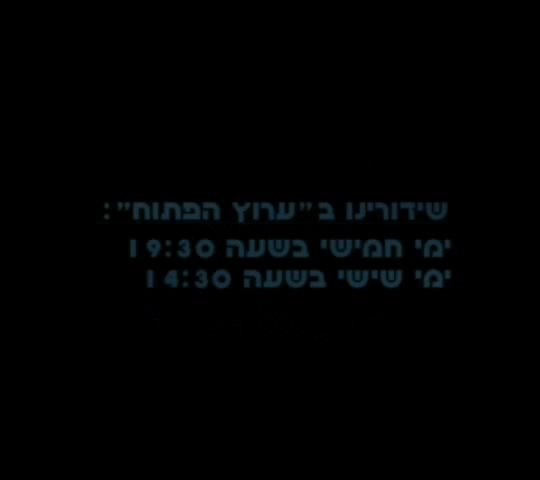 שידורינו ב"ערוץ הפתוח":
ימי חמישי בשעה 19:30
ימי שישי בשעה 14:30